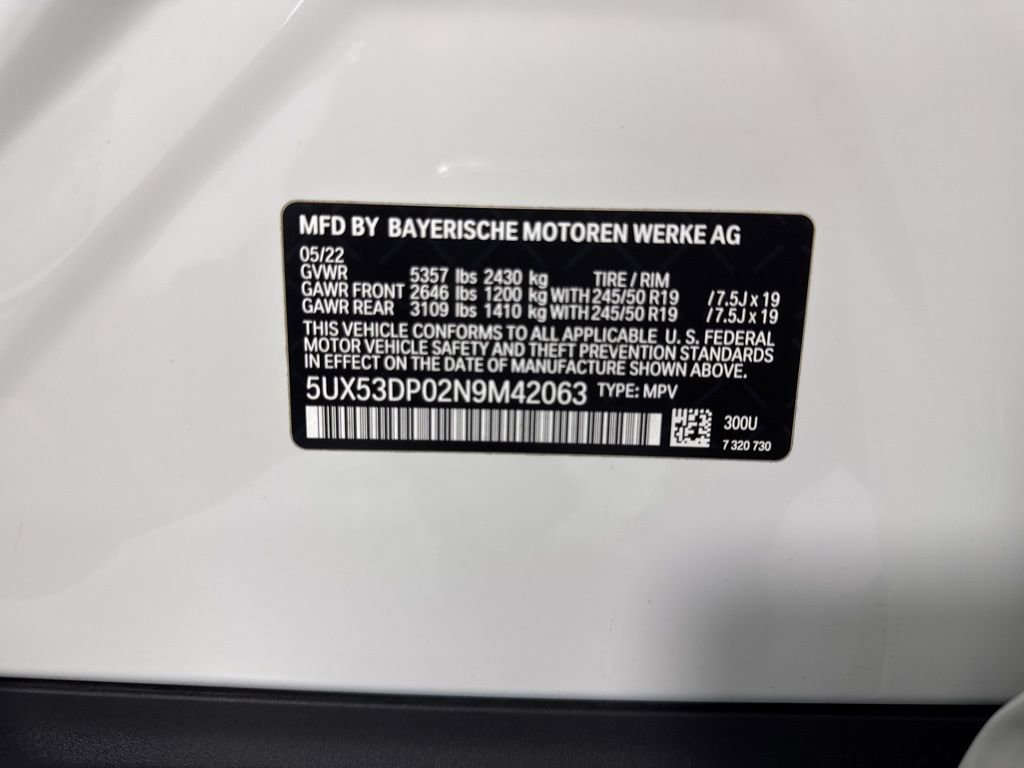 MFD BY BAYERISCHE MOTOREN WERKE AG
05/22
GVWR 5357 lbs 2430 kg TIRE / RIM
GAWR FRONT 2646 lbs 1200 kg WITH 245/50 R19 /7.5J x 19
GAWR REAR 3109 lbs 1410 kg WITH 245/50 R19 /7.5J x 19
THIS VEHICLE CONFORMS TO ALL APPLICABLE U. S. FEDERAL
MOTOR VEHICLE SAFETY AND THEFT PREVENTION STANDARDS
IN EFFECT ON THE DATE OF MANUFACTURE SHOWN ABOVE.
5UX53DP02N9M42063 TYPE: MPV
300U
7 320 730